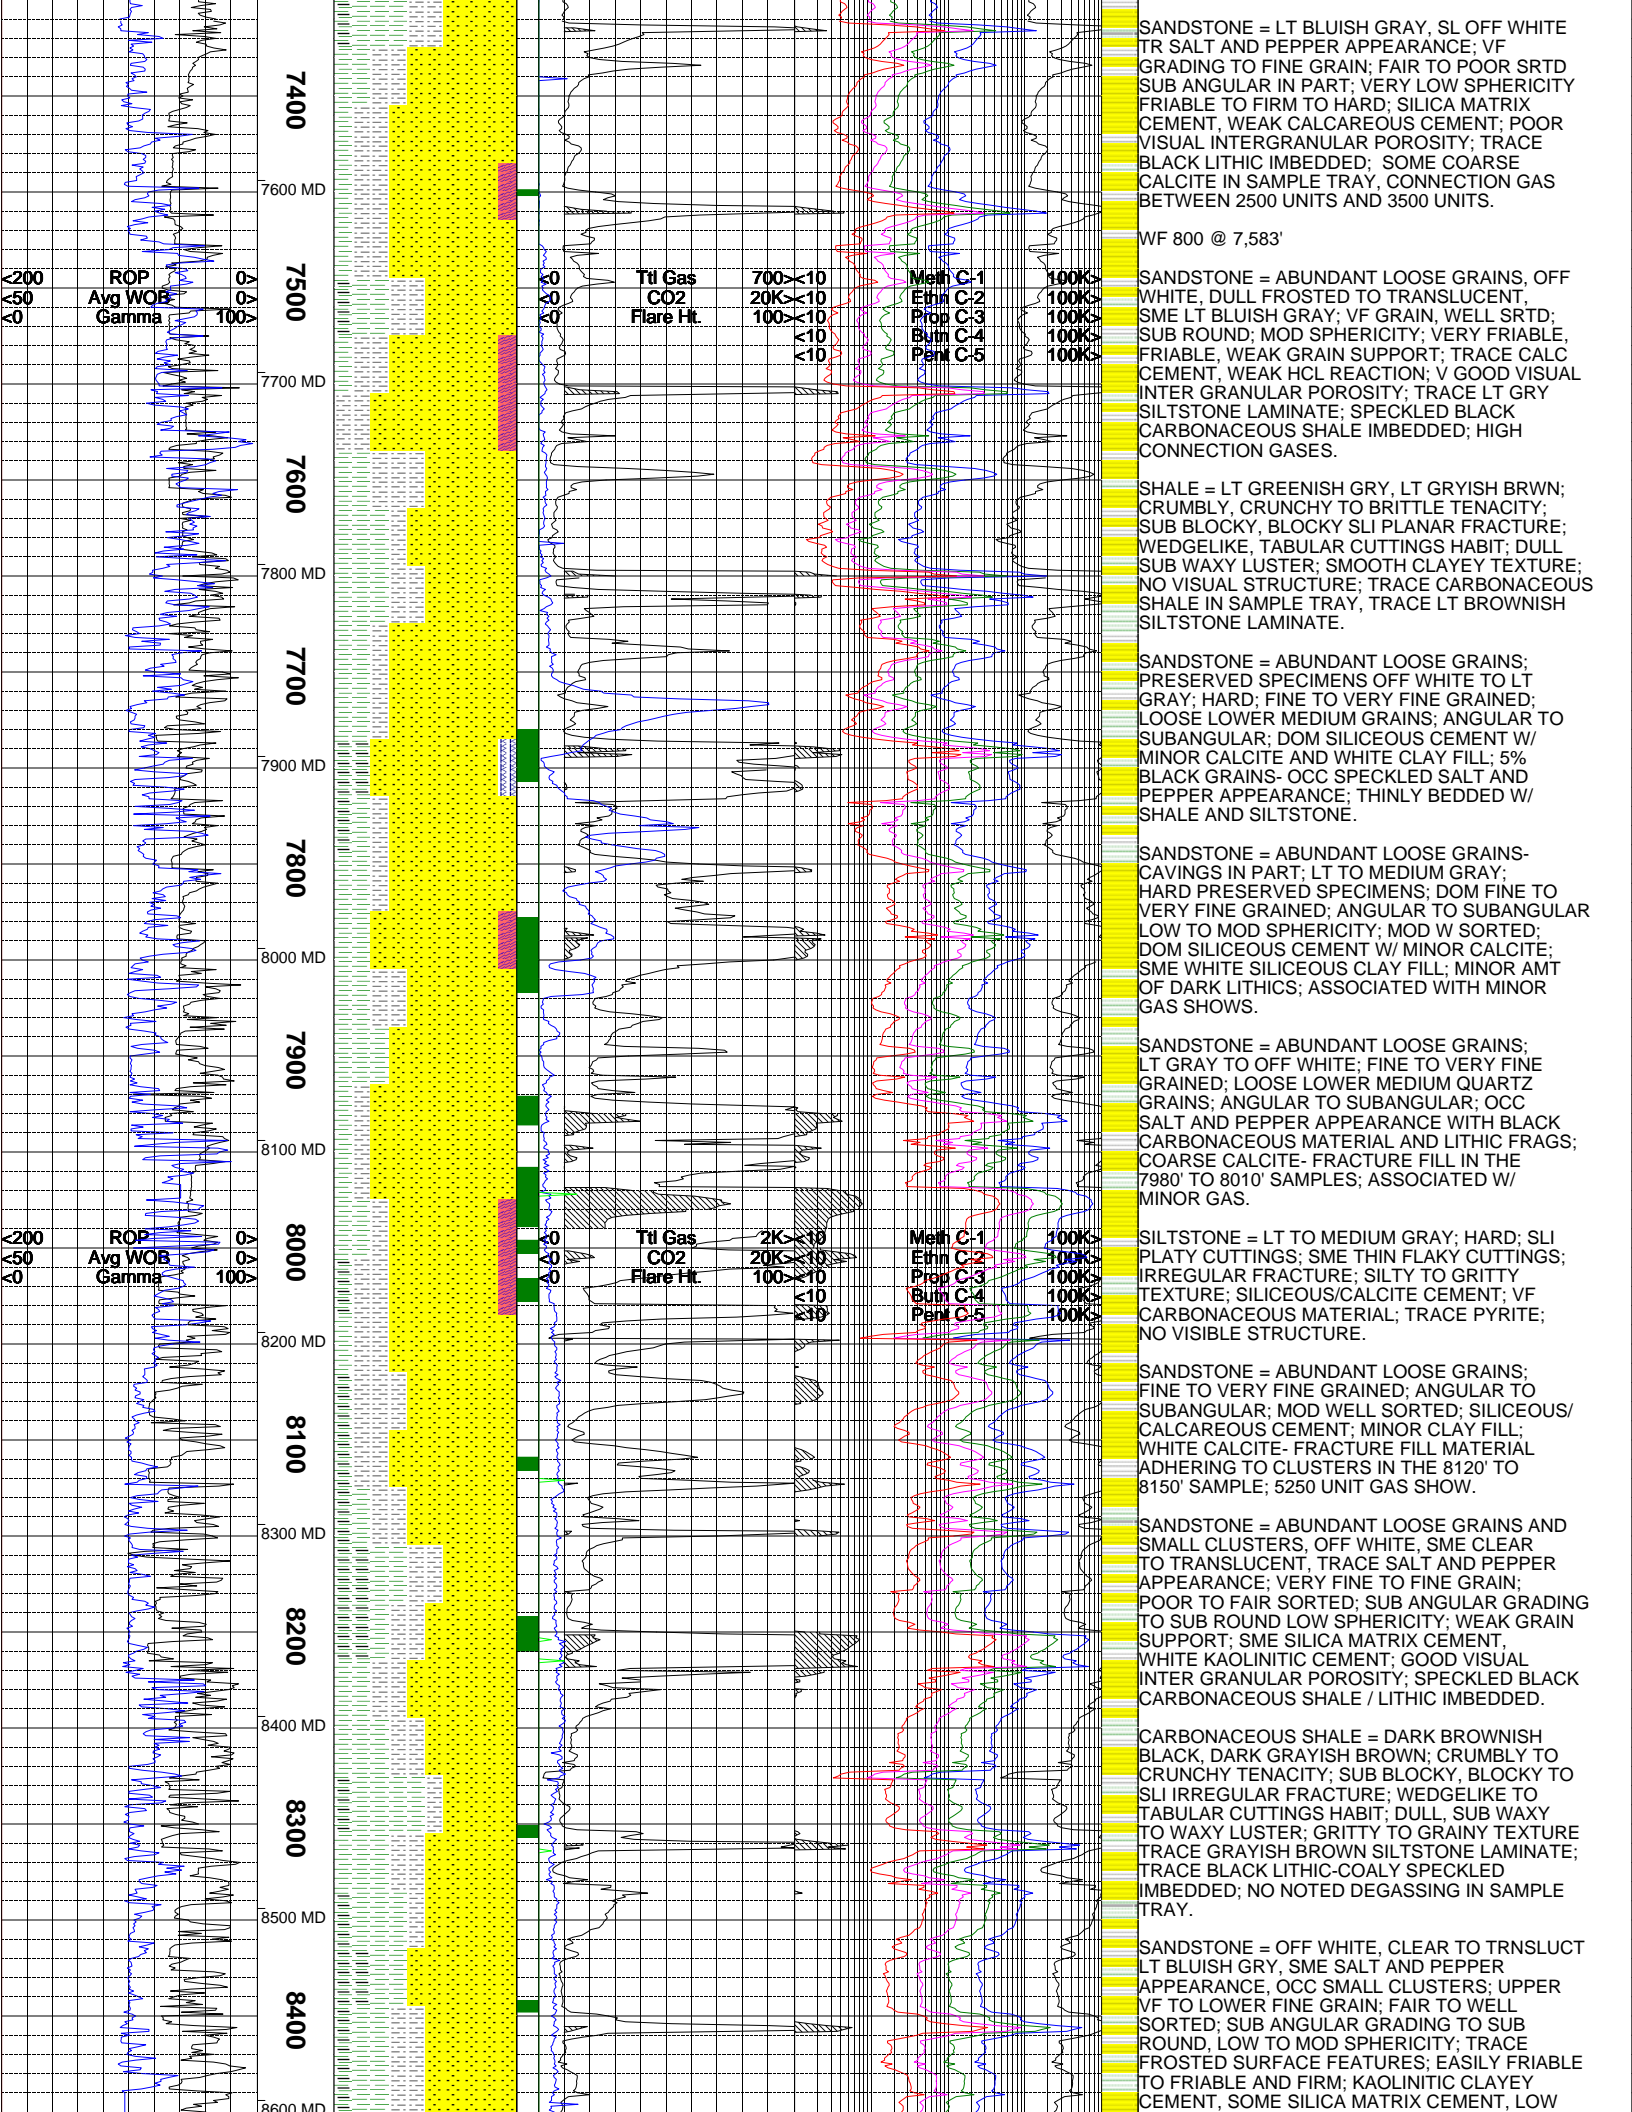 7400
7600 MD
7500
<200 ROP 0>
<50 Avg WOB 0>
<0 Gamma 100>
<0 Ttl Gas 700>
<0 CO2 20K>
<0 Flare Ht. 100>
<10 Meth C-1 100K>
<10 Ethn C-2 100K>
<10 Prop C-3 100K>
<10 Butn C-4 100K>
<10 Pent C-5 100K>
7700 MD
7600
7800 MD
7700
7900 MD
7800
8000 MD
7900
8100 MD
8000
<200 ROP 0>
<50 Avg WOB 0>
<0 Gamma 100>
<0 Ttl Gas 2K>
<0 CO2 20K>
<0 Flare Ht. 100>
<10 Meth C-1 100K>
<10 Ethn C-2 100K>
<10 Prop C-3 100K>
<10 Butn C-4 100K>
<10 Pent C-5 100K>
8200 MD
8100
8300 MD
8200
8400 MD
8300
8500 MD
8400
8600 MD
SANDSTONE = LT BLUISH GRAY, SL OFF WHITE
TR SALT AND PEPPER APPEARANCE; VF
GRADING TO FINE GRAIN; FAIR TO POOR SRTD
SUB ANGULAR IN PART; VERY LOW SPHERICITY
FRIABLE TO FIRM TO HARD; SILICA MATRIX
CEMENT, WEAK CALCAREOUS CEMENT; POOR
VISUAL INTERGRANULAR POROSITY; TRACE
BLACK LITHIC IMBEDDED; SOME COARSE
CALCITE IN SAMPLE TRAY, CONNECTION GAS
BETWEEN 2500 UNITS AND 3500 UNITS.
WF 800 @ 7,583'
SANDSTONE = ABUNDANT LOOSE GRAINS, OFF
WHITE, DULL FROSTED TO TRANSLUCENT,
SME LT BLUISH GRAY; VF GRAIN, WELL SRTD;
SUB ROUND; MOD SPHERICITY; VERY FRIABLE,
FRIABLE, WEAK GRAIN SUPPORT; TRACE CALC
CEMENT, WEAK HCL REACTION; V GOOD VISUAL
INTER GRANULAR POROSITY; TRACE LT GRY
SILTSTONE LAMINATE; SPECKLED BLACK
CARBONACEOUS SHALE IMBEDDED; HIGH
CONNECTION GASES.
SHALE = LT GREENISH GRY, LT GRYISH BRWN;
CRUMBLY, CRUNCHY TO BRITTLE TENACITY;
SUB BLOCKY, BLOCKY SLI PLANAR FRACTURE;
WEDGELIKE, TABULAR CUTTINGS HABIT; DULL
SUB WAXY LUSTER; SMOOTH CLAYEY TEXTURE;
NO VISUAL STRUCTURE; TRACE CARBONACEOUS
SHALE IN SAMPLE TRAY, TRACE LT BROWNISH
SILTSTONE LAMINATE.
SANDSTONE = ABUNDANT LOOSE GRAINS;
PRESERVED SPECIMENS OFF WHITE TO LT
GRAY; HARD; FINE TO VERY FINE GRAINED;
LOOSE LOWER MEDIUM GRAINS; ANGULAR TO
SUBANGULAR; DOM SILICEOUS CEMENT W/
MINOR CALCITE AND WHITE CLAY FILL; 5%
BLACK GRAINS- OCC SPECKLED SALT AND
PEPPER APPEARANCE; THINLY BEDDED W/
SHALE AND SILTSTONE.
SANDSTONE = ABUNDANT LOOSE GRAINS-
CAVINGS IN PART; LT TO MEDIUM GRAY;
HARD PRESERVED SPECIMENS; DOM FINE TO
VERY FINE GRAINED; ANGULAR TO SUBANGULAR
LOW TO MOD SPHERICITY; MOD W SORTED;
DOM SILICEOUS CEMENT W/ MINOR CALCITE;
SME WHITE SILICEOUS CLAY FILL; MINOR AMT
OF DARK LITHICS; ASSOCIATED WITH MINOR
GAS SHOWS.
SANDSTONE = ABUNDANT LOOSE GRAINS;
LT GRAY TO OFF WHITE; FINE TO VERY FINE
GRAINED; LOOSE LOWER MEDIUM QUARTZ
GRAINS; ANGULAR TO SUBANGULAR; OCC
SALT AND PEPPER APPEARANCE WITH BLACK
CARBONACEOUS MATERIAL AND LITHIC FRAGS;
COARSE CALCITE- FRACTURE FILL IN THE
7980' TO 8010' SAMPLES; ASSOCIATED W/
MINOR GAS.
SILTSTONE = LT TO MEDIUM GRAY; HARD; SLI
PLATY CUTTINGS; SME THIN FLAKY CUTTINGS;
IRREGULAR FRACTURE; SILTY TO GRITTY
TEXTURE; SILICEOUS/CALCITE CEMENT; VF
CARBONACEOUS MATERIAL; TRACE PYRITE;
NO VISIBLE STRUCTURE.
SANDSTONE = ABUNDANT LOOSE GRAINS;
FINE TO VERY FINE GRAINED; ANGULAR TO
SUBANGULAR; MOD WELL SORTED; SILICEOUS/
CALCAREOUS CEMENT; MINOR CLAY FILL;
WHITE CALCITE- FRACTURE FILL MATERIAL
ADHERING TO CLUSTERS IN THE 8120' TO
8150' SAMPLE; 5250 UNIT GAS SHOW.
SANDSTONE = ABUNDANT LOOSE GRAINS AND
SMALL CLUSTERS, OFF WHITE, SME CLEAR
TO TRANSLUCENT, TRACE SALT AND PEPPER
APPEARANCE; VERY FINE TO FINE GRAIN;
POOR TO FAIR SORTED; SUB ANGULAR GRADING
TO SUB ROUND LOW SPHERICITY; WEAK GRAIN
SUPPORT; SME SILICA MATRIX CEMENT,
WHITE KAOLINITIC CEMENT; GOOD VISUAL
INTER GRANULAR POROSITY; SPECKLED BLACK
CARBONACEOUS SHALE / LITHIC IMBEDDED.
CARBONACEOUS SHALE = DARK BROWNISH
BLACK, DARK GRAYISH BROWN; CRUMBLY TO
CRUNCHY TENACITY; SUB BLOCKY, BLOCKY TO
SLI IRREGULAR FRACTURE; WEDGELIKE TO
TABULAR CUTTINGS HABIT; DULL, SUB WAXY
TO WAXY LUSTER; GRITTY TO GRAINY TEXTURE
TRACE GRAYISH BROWN SILTSTONE LAMINATE;
TRACE BLACK LITHIC-COALY SPECKLED
IMBEDDED; NO NOTED DEGASSING IN SAMPLE
TRAY.
SANDSTONE = OFF WHITE, CLEAR TO TRNSLUCT
LT BLUISH GRY, SME SALT AND PEPPER
APPEARANCE, OCC SMALL CLUSTERS; UPPER
VF TO LOWER FINE GRAIN; FAIR TO WELL
SORTED; SUB ANGULAR GRADING TO SUB
ROUND, LOW TO MOD SPHERICITY; TRACE
FROSTED SURFACE FEATURES; EASILY FRIABLE
TO FRIABLE AND FIRM; KAOLINITIC CLAYEY
CEMENT, SOME SILICA MATRIX CEMENT, LOW